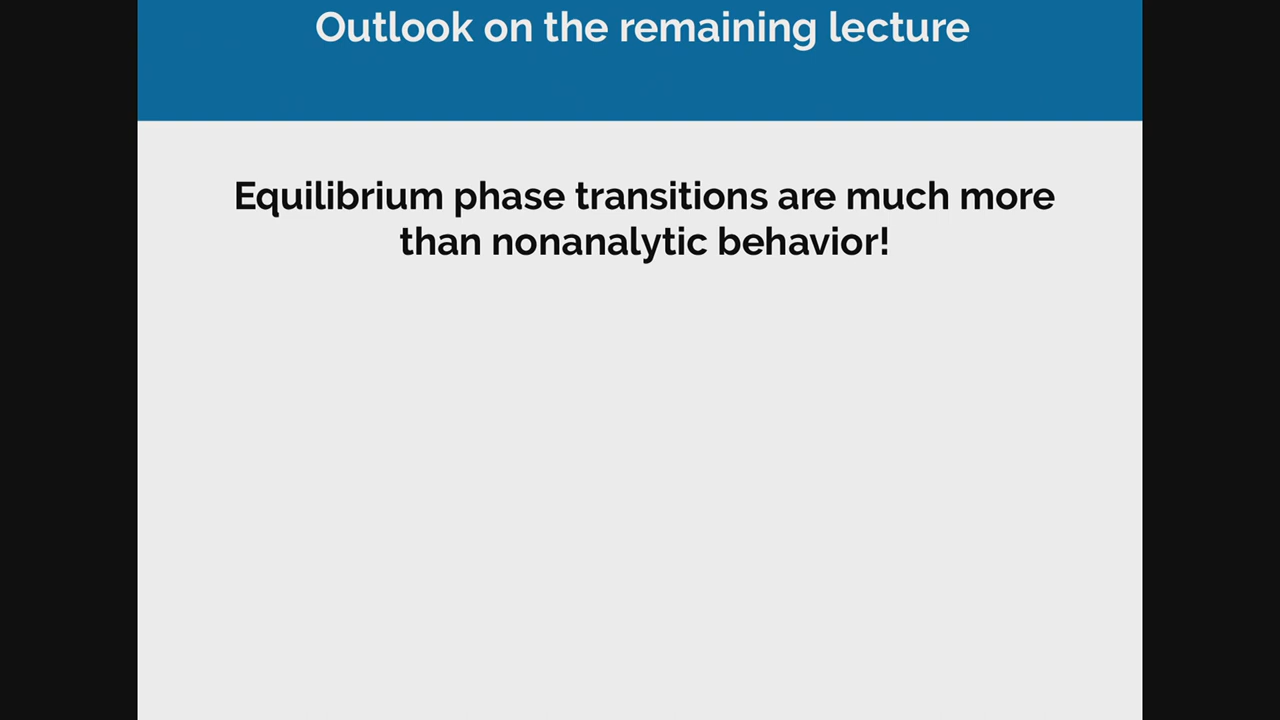 Outlook on the remaining lecture
Equilibrium phase transitions are much more
than nonanalytic behavior!